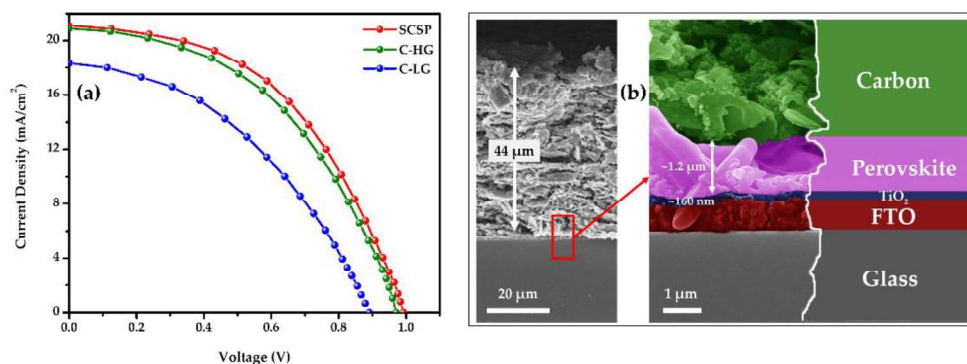 SCSP
C-HG
C-LG
(a)
20
16
12
8
4
0
Current Density (mA/cm²)
0.0
0.2
0.4
0.6
0.8
1.0
Voltage (V)
44 μm
20 μm
(b)
Carbon
~1.2 μm
Perovskite
~160 nm
TiO₂
FTO
Glass
1 μm